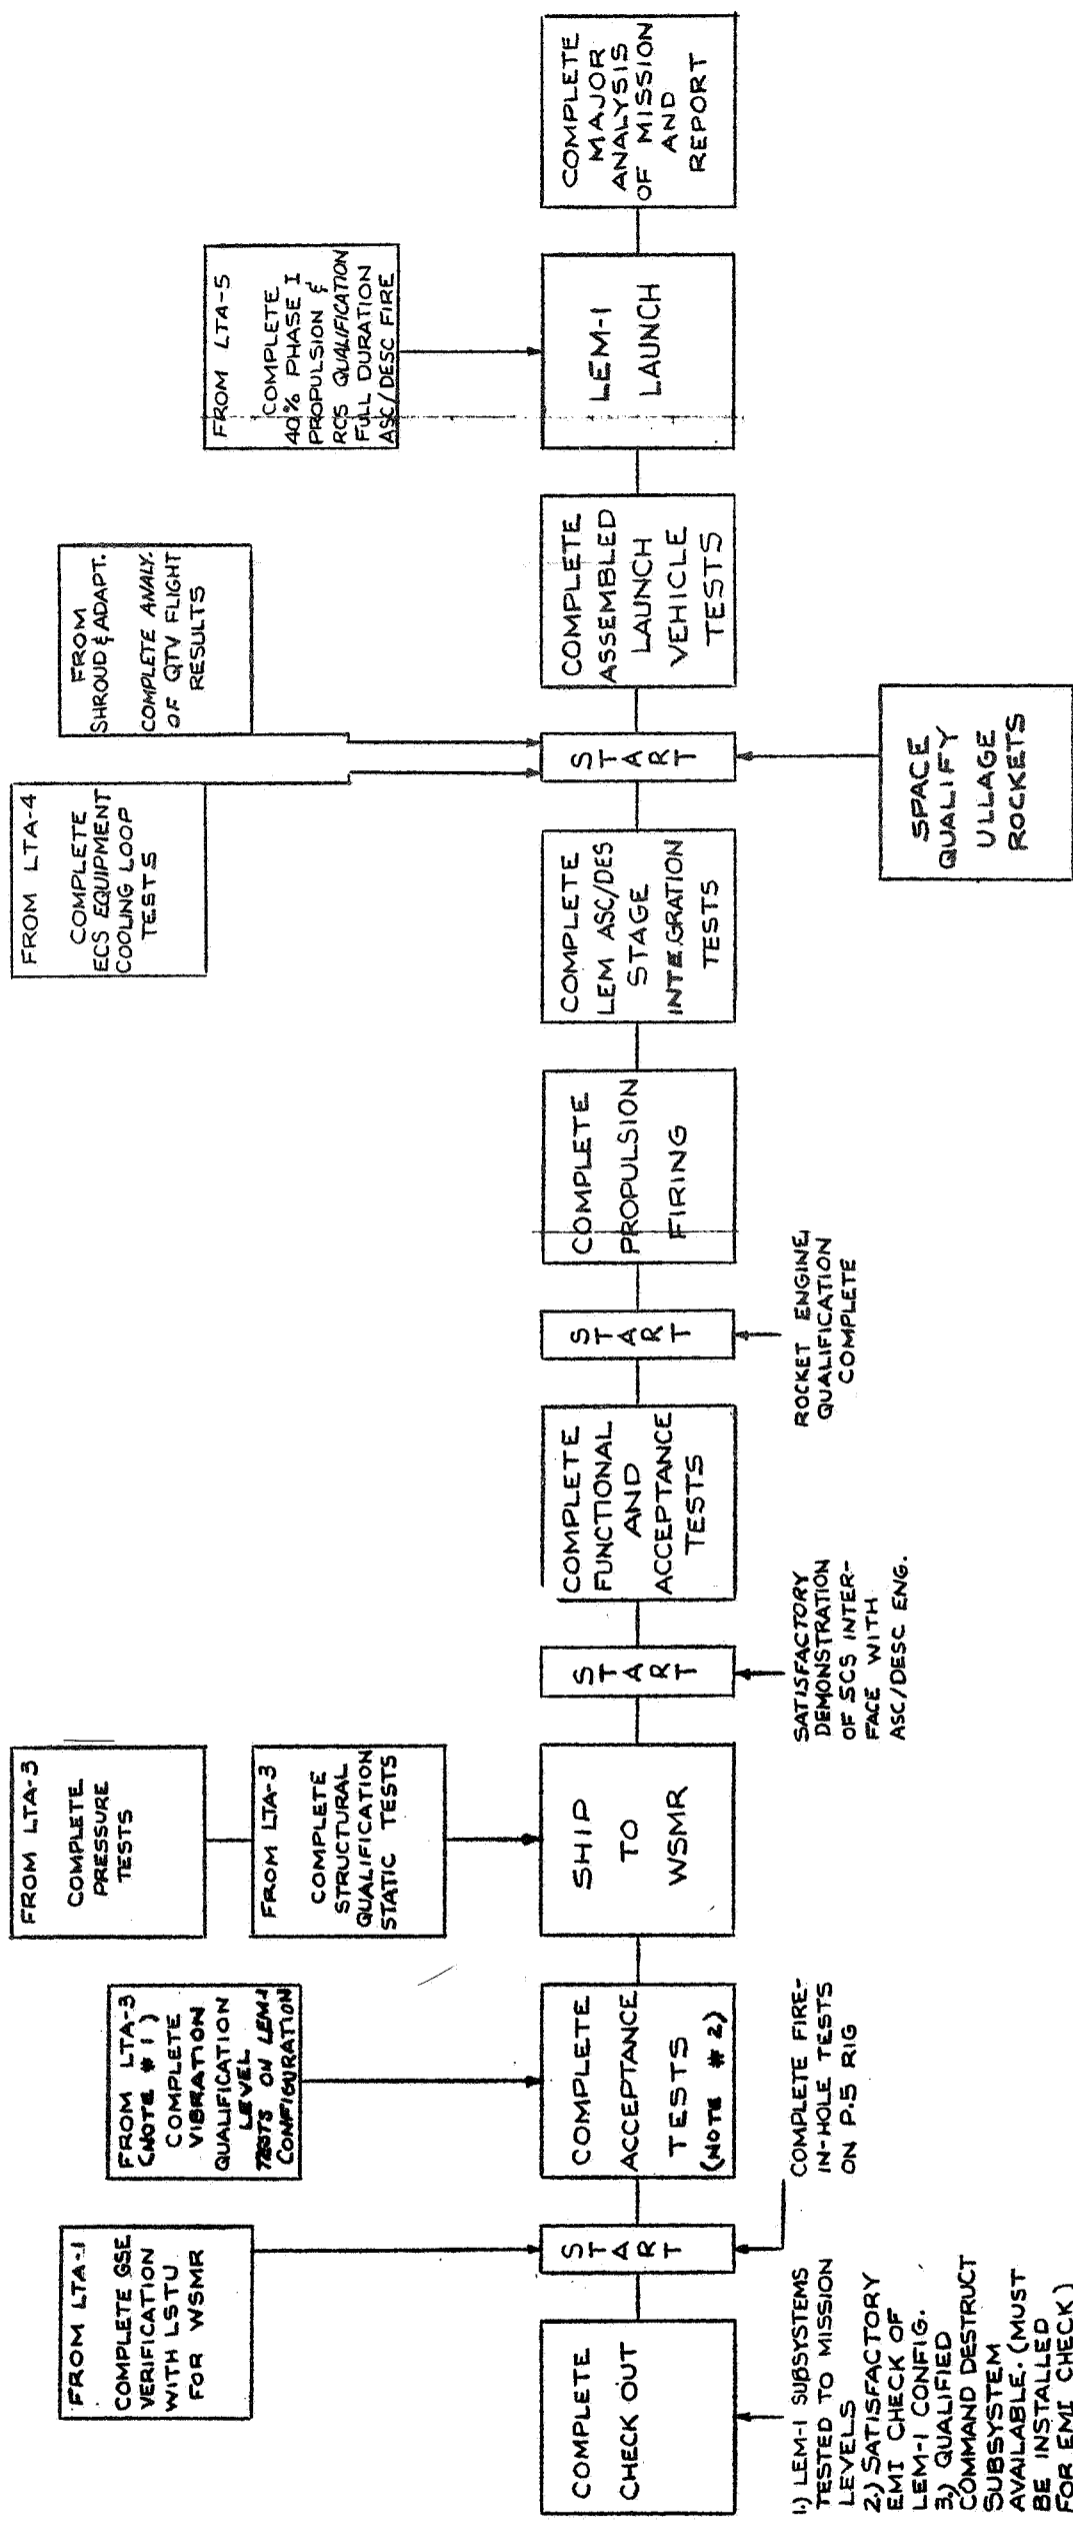 FROM LTA-1
COMPLETE GSE
VERIFICATION
WITH LSTU
FOR WSMR
FROM LTA-3
(NOTE # 1)
COMPLETE
VIBRATION
QUALIFICATION
LEVEL
TESTS ON LEM-1
CONFIGURATION
FROM LTA-3
COMPLETE
PRESSURE
TESTS
FROM LTA-3
COMPLETE
STRUCTURAL
QUALIFICATION
STATIC TESTS
FROM LTA-4
COMPLETE
ECS EQUIPMENT
COOLING LOOP
TESTS
FROM
SHROUD & ADAPT.
COMPLETE ANALY.
OF QTV FLIGHT
RESULTS
FROM LTA-5
COMPLETE
40% PHASE I
PROPULSION &
RCS QUALIFICATION
FULL DURATION
ASC/DESC FIRE
COMPLETE
CHECK OUT
START
COMPLETE
ACCEPTANCE
TESTS
(NOTE # 2)
SHIP
TO
WSMR
START
COMPLETE
FUNCTIONAL
AND
ACCEPTANCE
TESTS
START
COMPLETE
PROPULSION
FIRING
COMPLETE
LEM ASC/DES
STAGE
INTEGRATION
TESTS
START
COMPLETE
ASSEMBLED
LAUNCH
VEHICLE
TESTS
LEM-1
LAUNCH
COMPLETE
MAJOR
ANALYSIS
OF MISSION
AND
REPORT
1.) LEM-1 SUBSYSTEMS
TESTED TO MISSION
LEVELS
2.) SATISFACTORY
EMI CHECK OF
LEM-1 CONFIG.
3.) QUALIFIED
COMMAND DESTRUCT
SUBSYSTEM
AVAILABLE. (MUST
BE INSTALLED
FOR EMI CHECK)
COMPLETE FIRE-
IN-HOLE TESTS
ON P.5 RIG
SATISFACTORY
DEMONSTRATION
OF SCS INTER-
FACE WITH
ASC/DESC ENG.
ROCKET ENGINE
QUALIFICATION
COMPLETE
SPACE
QUALIFY
ULLAGE
ROCKETS